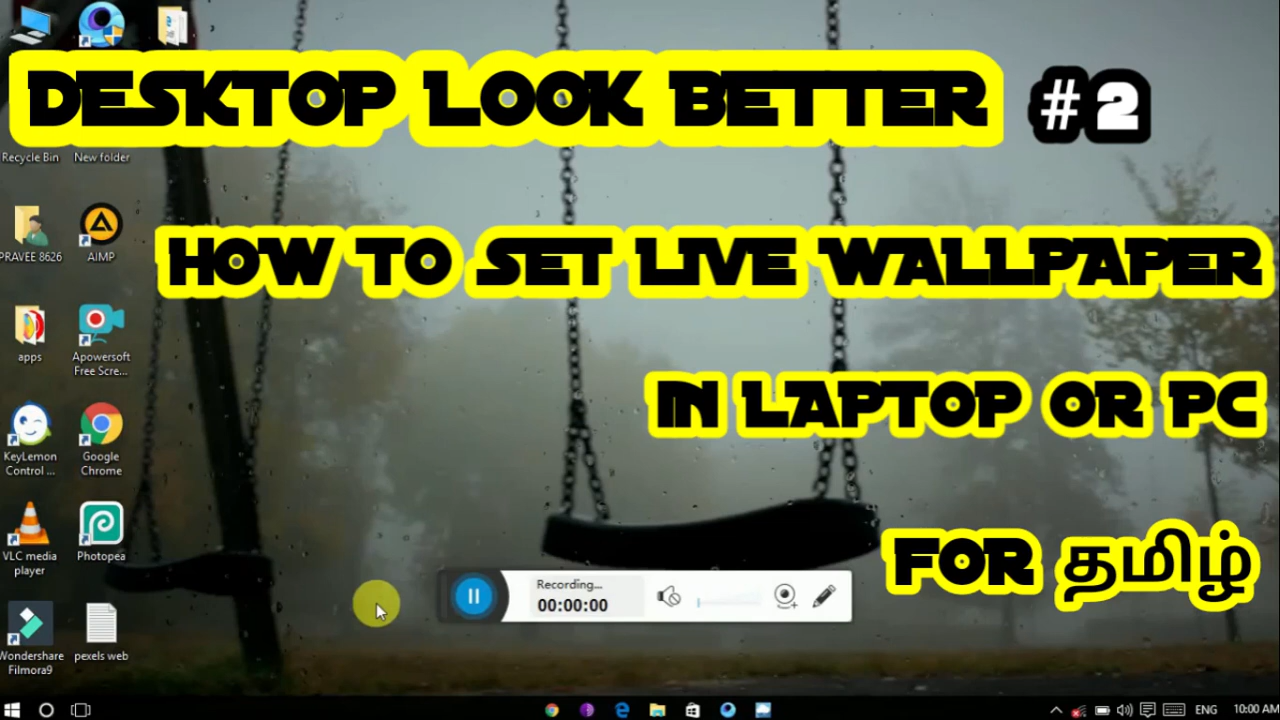 DESKTOP LOOK BETTER #2
Recycle Bin
New folder
HOW TO SET LIVE WALLPAPER
PRAVEE 8626
AIMP
IN LAPTOP OR PC
apps
Apowersoft
Free Scre...
KeyLemon
Control ...
Google
Chrome
FOR தமிழ்
VLC media
player
Photopea
Recording...
00:00:00
Wondershare
Filmora9
pexels web
ENG
10:00 AM